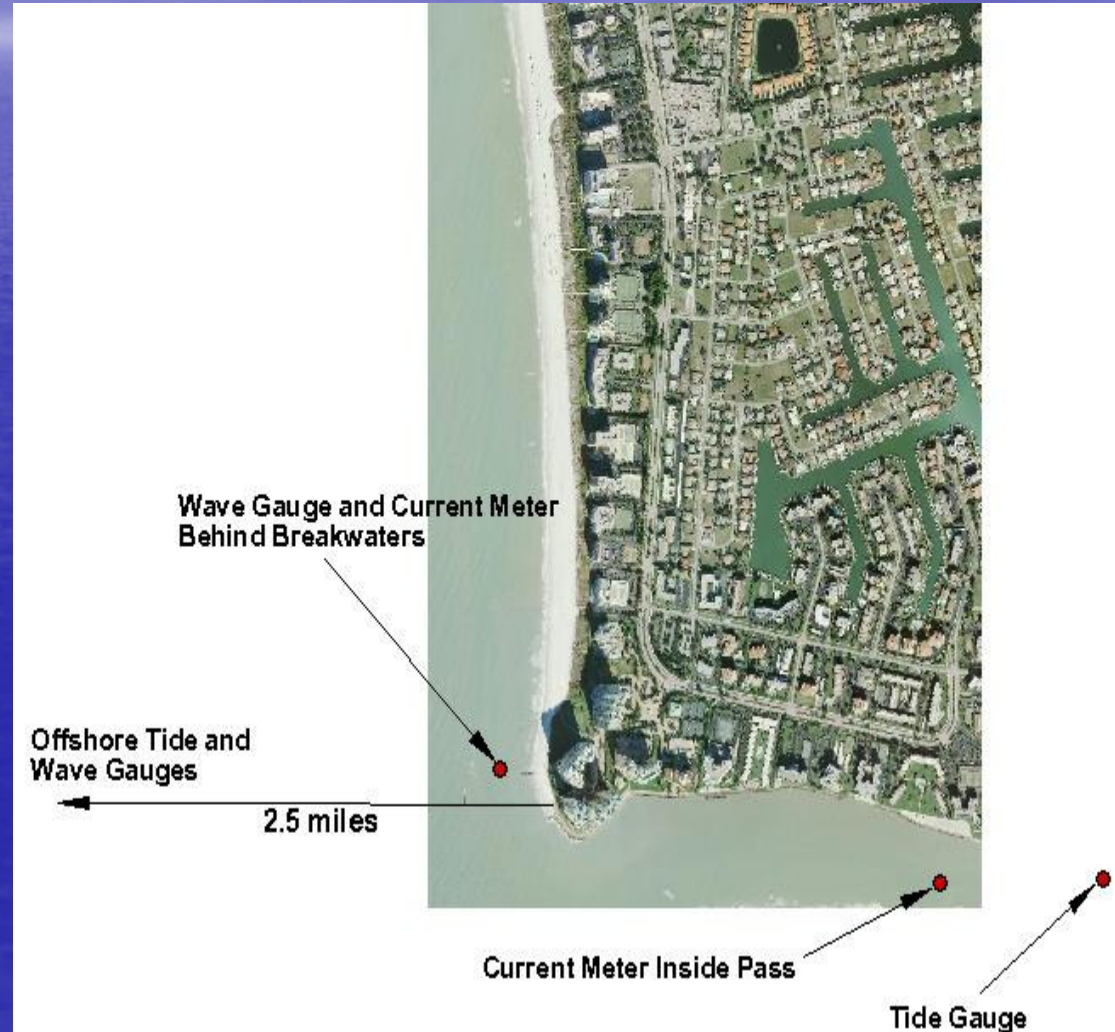 Wave Gauge and Current Meter
Behind Breakwaters
Offshore Tide and
Wave Gauges
2.5 miles
Current Meter Inside Pass
Tide Gauge